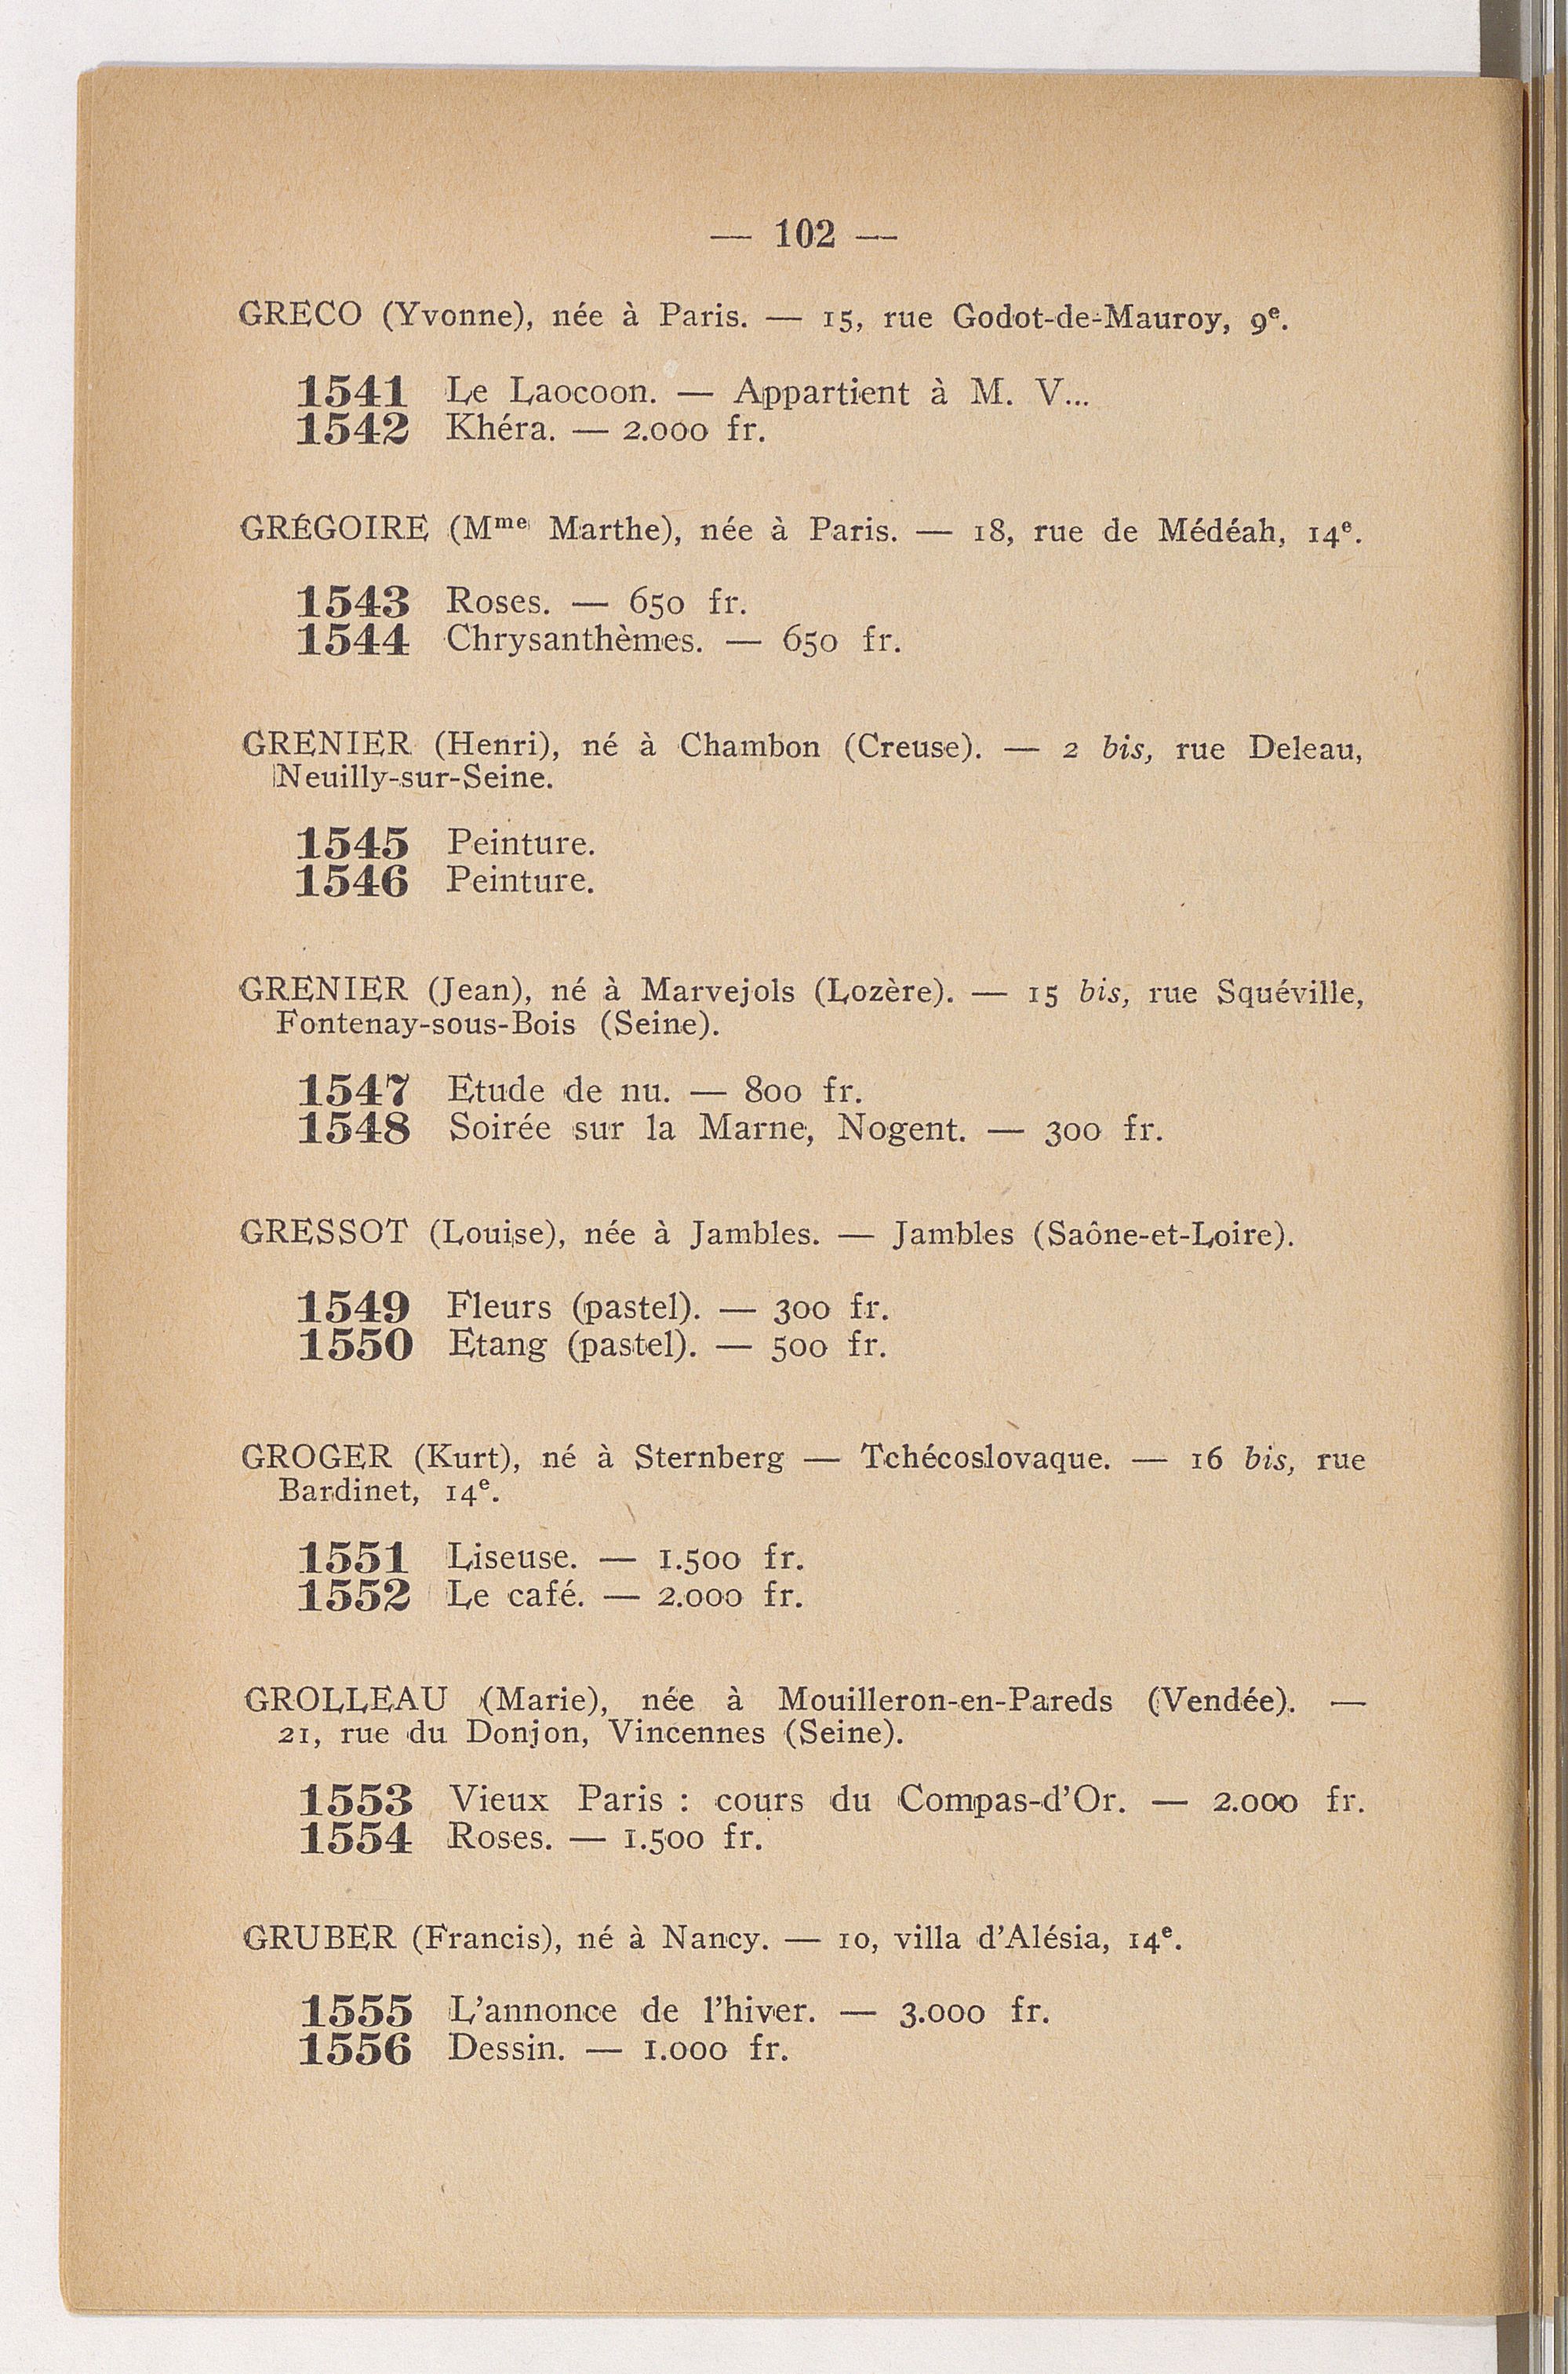 — 102 —
GRECO (Yvonne), née à Paris. — 15, rue Godot-de-Mauroy, 9e.
1541 Le Laocoon. — Appartient à M. V...
1542 Khéra. — 2.000 fr.
GRÉGOIRE (Mme Marthe), née à Paris. — 18, rue de Médéah, 14e.
1543 Roses. — 650 fr.
1544 Chrysanthèmes. — 650 fr.
GRENIER (Henri), né à Chambon (Creuse). — 2 bis, rue Deleau,
Neuilly-sur-Seine.
1545 Peinture.
1546 Peinture.
GRENIER (Jean), né à Marvejols (Lozère). — 15 bis, rue Squéville,
Fontenay-sous-Bois (Seine).
1547 Etude de nu. — 800 fr.
1548 Soirée sur la Marne, Nogent. — 300 fr.
GRESSOT (Louise), née à Jambles. — Jambles (Saône-et-Loire).
1549 Fleurs (pastel). — 300 fr.
1550 Etang (pastel). — 500 fr.
GROGER (Kurt), né à Sternberg — Tchécoslovaque. — 16 bis, rue
Bardinet, 14e.
1551 Liseuse. — 1.500 fr.
1552 Le café. — 2.000 fr.
GROLLEAU (Marie), née à Mouilleron-en-Pareds (Vendée). —
21, rue du Donjon, Vincennes (Seine).
1553 Vieux Paris : cours du Compas-d'Or. — 2.000 fr.
1554 Roses. — 1.500 fr.
GRUBER (Francis), né à Nancy. — 10, villa d'Alésia, 14e.
1555 L'annonce de l'hiver. — 3.000 fr.
1556 Dessin. — 1.000 fr.